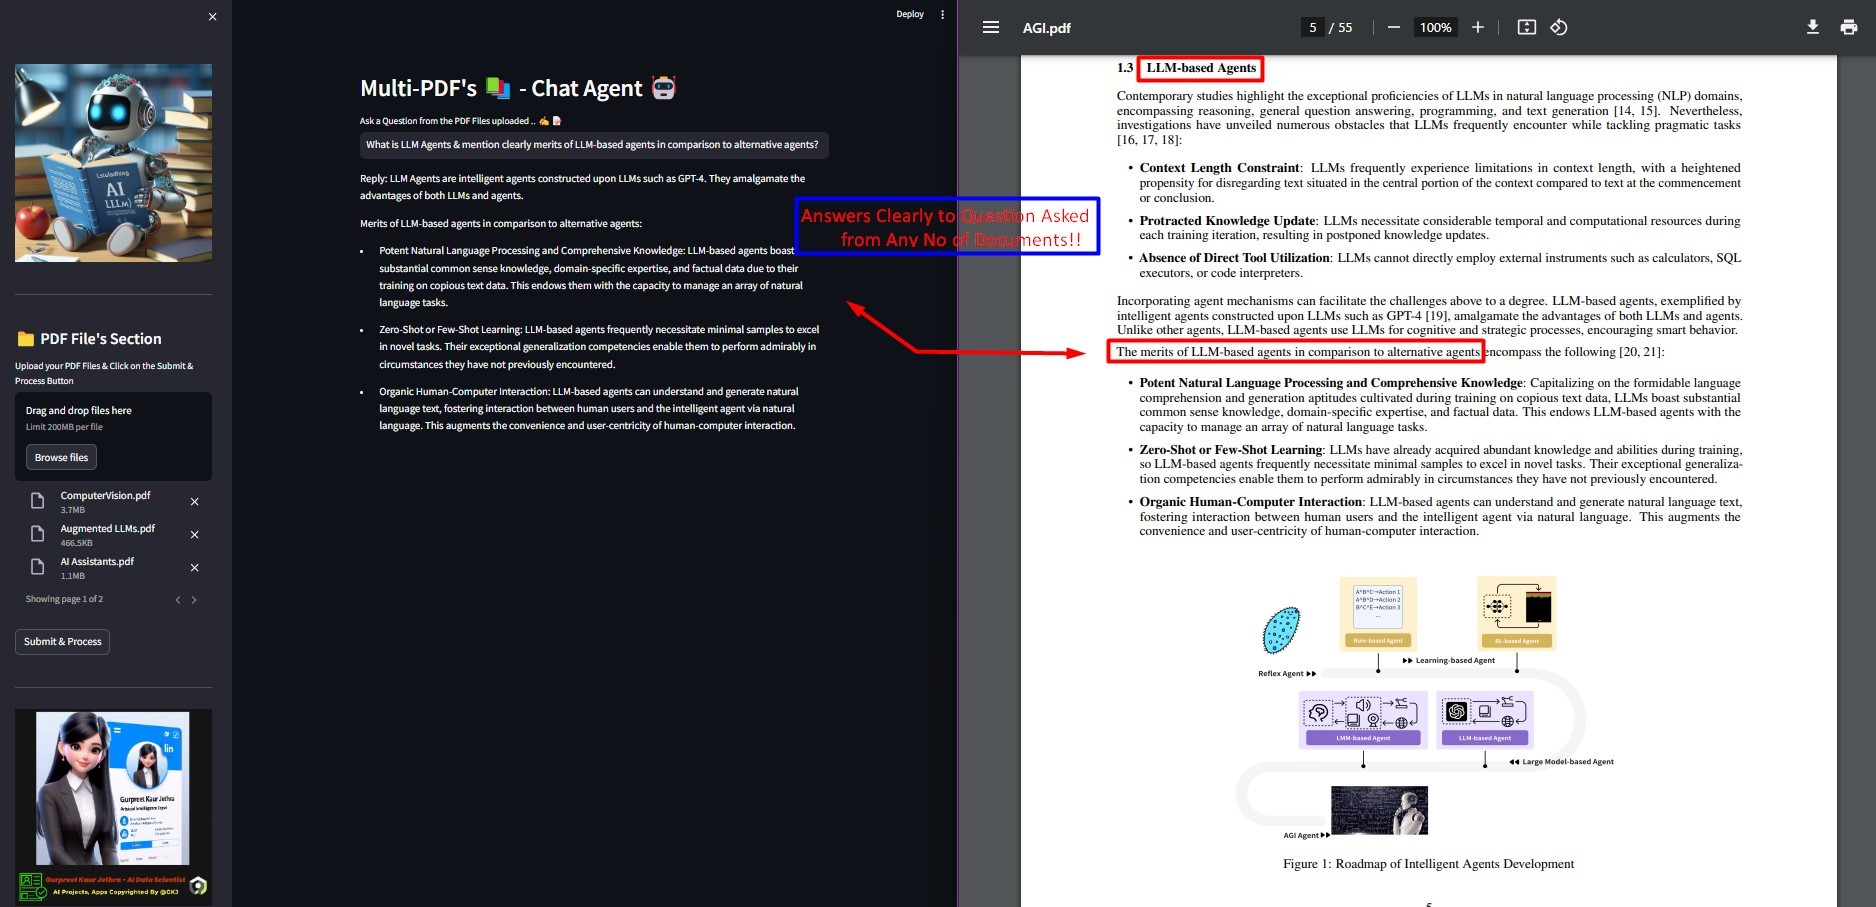 ×
PDF File's Section
Upload your PDF Files & Click on the Submit &
Process Button
Drag and drop files here
Limit 200MB per file
Browse files
ComputerVision.pdf
3.7MB
Augmented LLMs.pdf
466.5KB
AI Assistants.pdf
1.1MB
Showing page 1 of 2
Submit & Process
AI
Gurpreet Kaur Jethra
Gurpreet Kaur Jethra - AI Data Scientist
AI Projects, Apps Copyrighted By @GKJ
Deploy
Multi-PDF's - Chat Agent
Ask a Question from the PDF Files uploaded ..
What is LLM Agents & mention clearly merits of LLM-based agents in comparison to alternative agents?
Reply: LLM Agents are intelligent agents constructed upon LLMs such as GPT-4. They amalgamate the
advantages of both LLMs and agents.
Merits of LLM-based agents in comparison to alternative agents:
• Potent Natural Language Processing and Comprehensive Knowledge: LLM-based agents boast
substantial common sense knowledge, domain-specific expertise, and factual data due to their
training on copious text data. This endows them with the capacity to manage an array of natural
language tasks.
• Zero-Shot or Few-Shot Learning: LLM-based agents frequently necessitate minimal samples to excel
in novel tasks. Their exceptional generalization competencies enable them to perform admirably in
circumstances they have not previously encountered.
• Organic Human-Computer Interaction: LLM-based agents can understand and generate natural
language text, fostering interaction between human users and the intelligent agent via natural
language. This augments the convenience and user-centricity of human-computer interaction.
Answers Clearly to Question Asked
from Any No of Documents!!
AGI.pdf
5 / 55
100%
1.3 LLM-based Agents
Contemporary studies highlight the exceptional proficiencies of LLMs in natural language processing (NLP) domains,
encompassing reasoning, general question answering, programming, and text generation [14, 15]. Nevertheless,
investigations have unveiled numerous obstacles that LLMs frequently encounter while tackling pragmatic tasks
[16, 17, 18]:
• Context Length Constraint: LLMs frequently experience limitations in context length, with a heightened
propensity for disregarding text situated in the central portion of the context compared to text at the commencement
or conclusion.
• Protracted Knowledge Update: LLMs necessitate considerable temporal and computational resources during
each training iteration, resulting in postponed knowledge updates.
• Absence of Direct Tool Utilization: LLMs cannot directly employ external instruments such as calculators, SQL
executors, or code interpreters.
Incorporating agent mechanisms can facilitate the challenges above to a degree. LLM-based agents, exemplified by
intelligent agents constructed upon LLMs such as GPT-4 [19], amalgamate the advantages of both LLMs and agents.
Unlike other agents, LLM-based agents use LLMs for cognitive and strategic processes, encouraging smart behavior.
The merits of LLM-based agents in comparison to alternative agents encompass the following [20, 21]:
• Potent Natural Language Processing and Comprehensive Knowledge: Capitalizing on the formidable language
comprehension and generation aptitudes cultivated during training on copious text data, LLMs boast substantial
common sense knowledge, domain-specific expertise, and factual data. This endows LLM-based agents with the
capacity to manage an array of natural language tasks.
• Zero-Shot or Few-Shot Learning: LLMs have already acquired abundant knowledge and abilities during training,
so LLM-based agents frequently necessitate minimal samples to excel in novel tasks. Their exceptional generaliza-
tion competencies enable them to perform admirably in circumstances they have not previously encountered.
• Organic Human-Computer Interaction: LLM-based agents can understand and generate natural language text,
fostering interaction between human users and the intelligent agent via natural language. This augments the
convenience and user-centricity of human-computer interaction.
A^B^C→Action 1
A^B^D→Action 2
B^C^E→Action 3
...
Rule-based Agent
RL-based Agent
Learning-based Agent
Reflex Agent
LMM-based Agent
LLM-based Agent
Large Model-based Agent
AGI Agent
Figure 1: Roadmap of Intelligent Agents Development